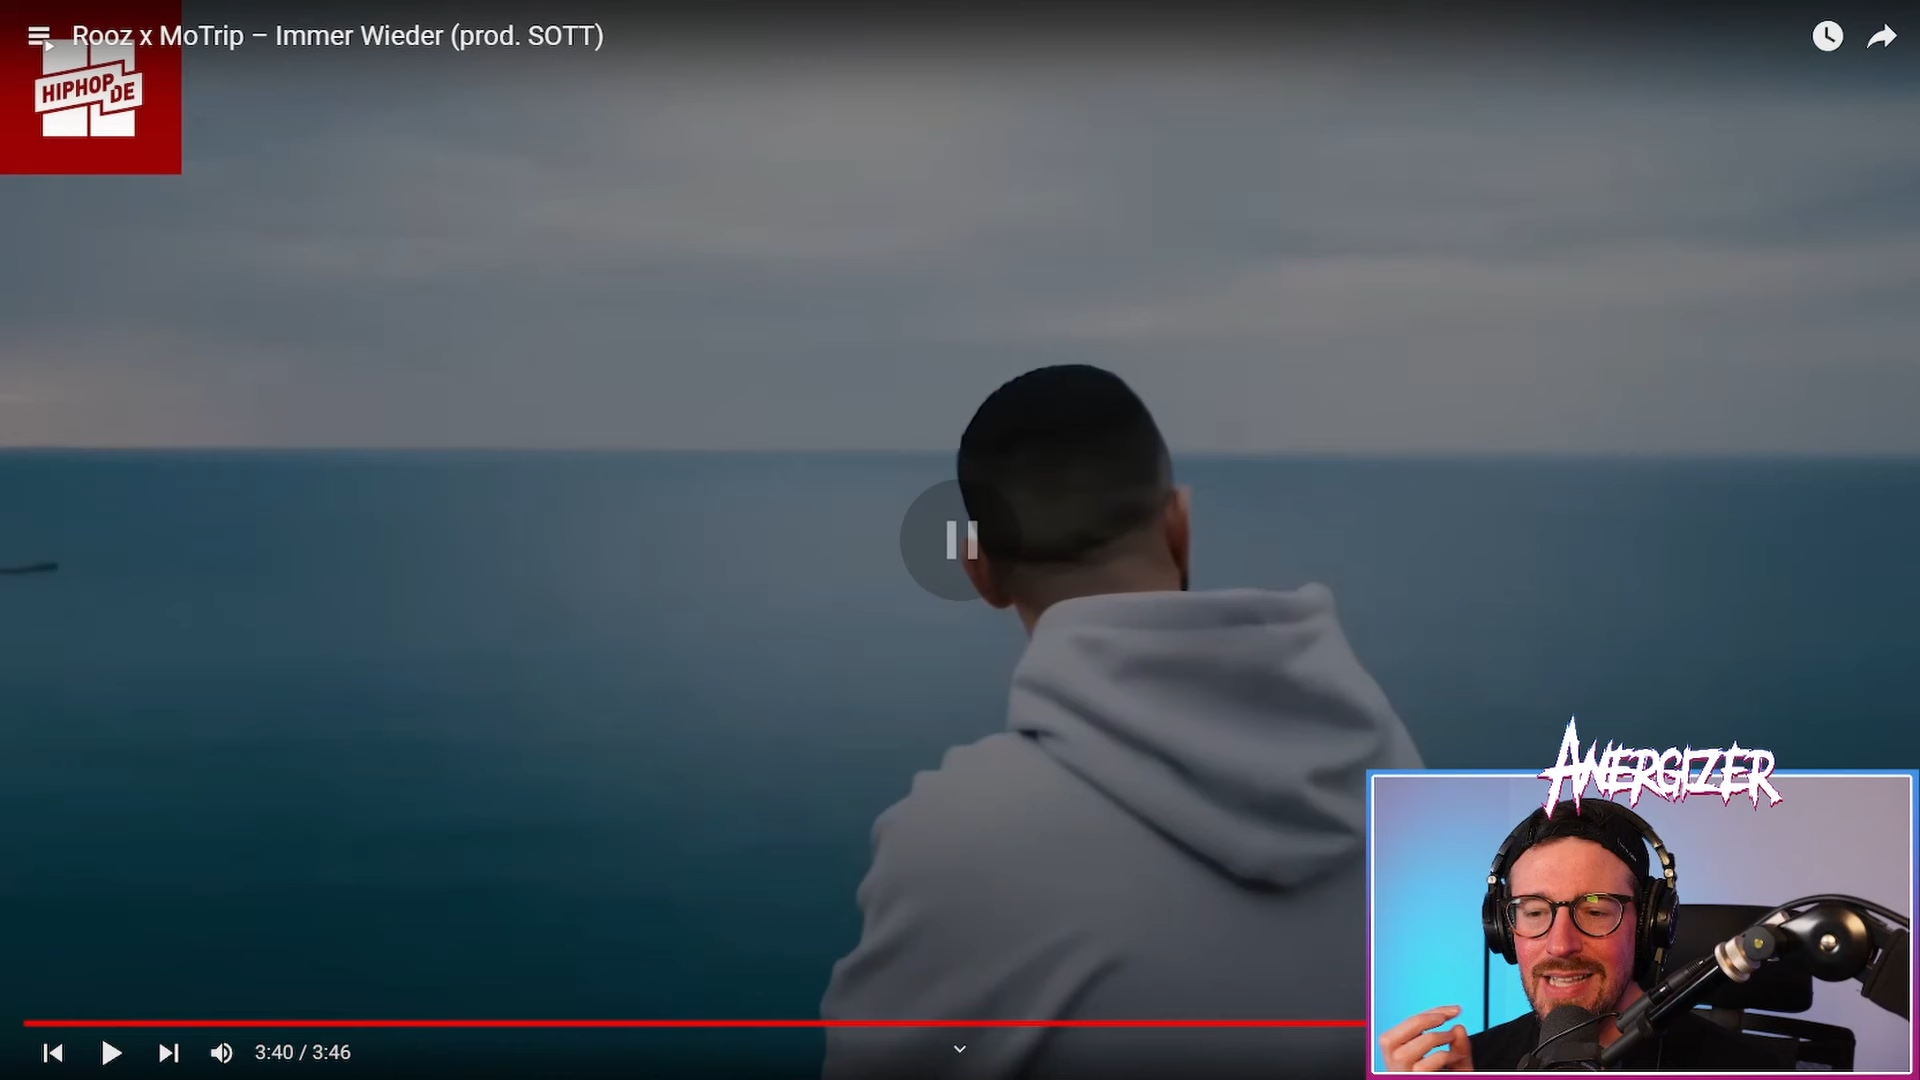 Rooz x MoTrip – Immer Wieder (prod. SOTT)
HIPHOP.DE
ANERGIZER
3:40 / 3:46